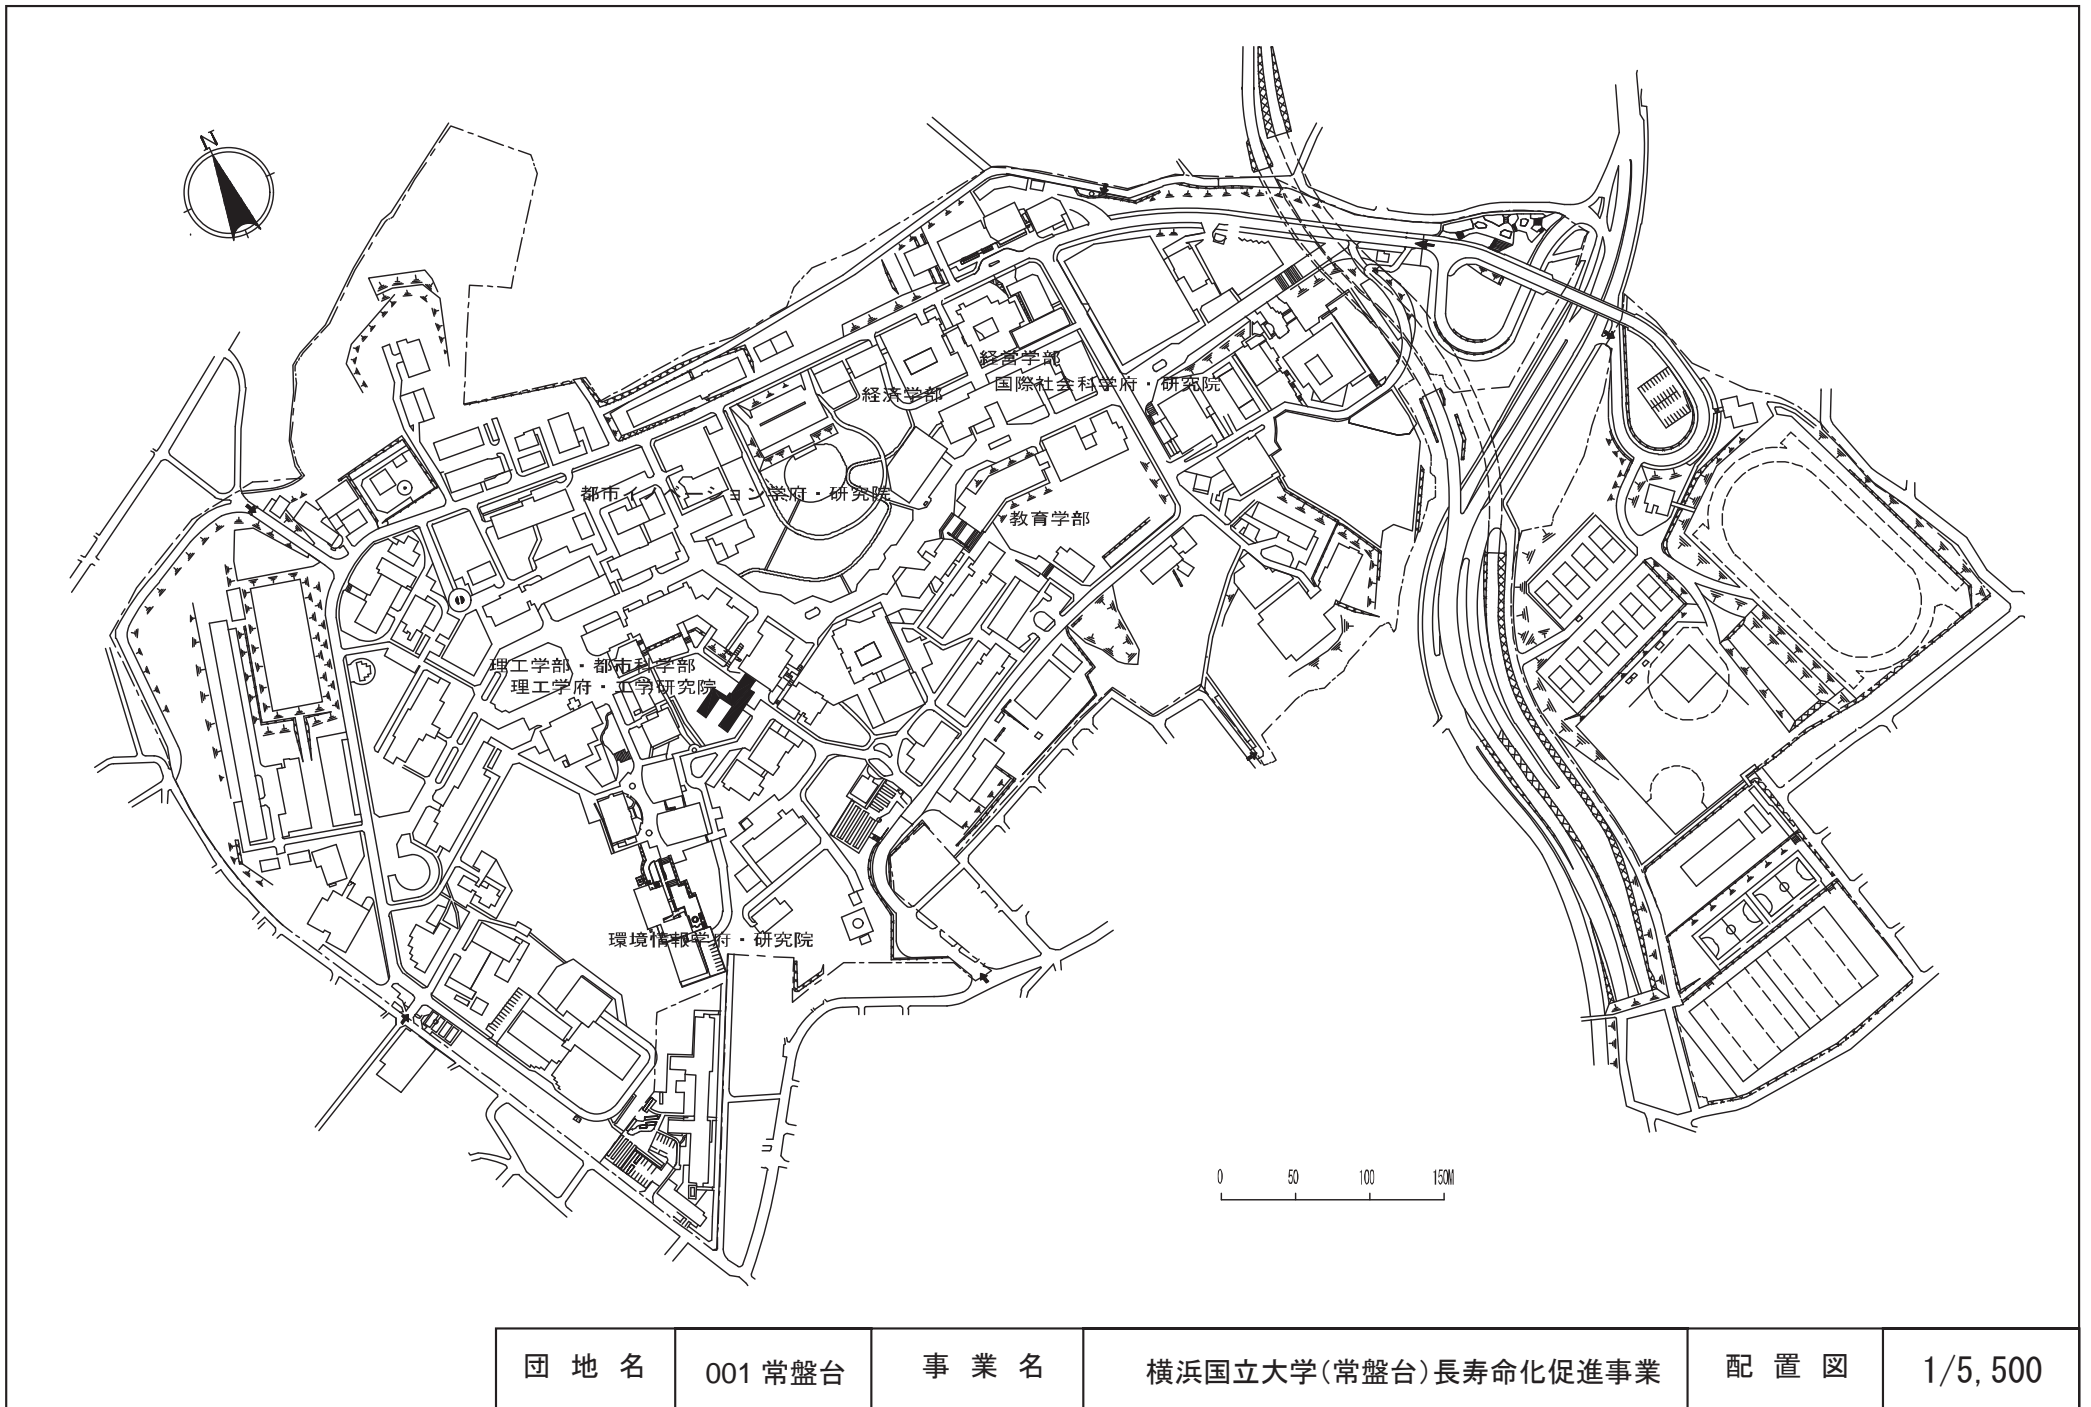 N
経営学部
国際社会科学府・研究院
経済学部
都市イノベーション学府・研究院
教育学部
理工学部・都市科学部
理工学府・工学研究院
環境情報学府・研究院
0 50 100 150M
団地名 001 常盤台 事業名 横浜国立大学(常盤台)長寿命化促進事業 配置図 1/5,500